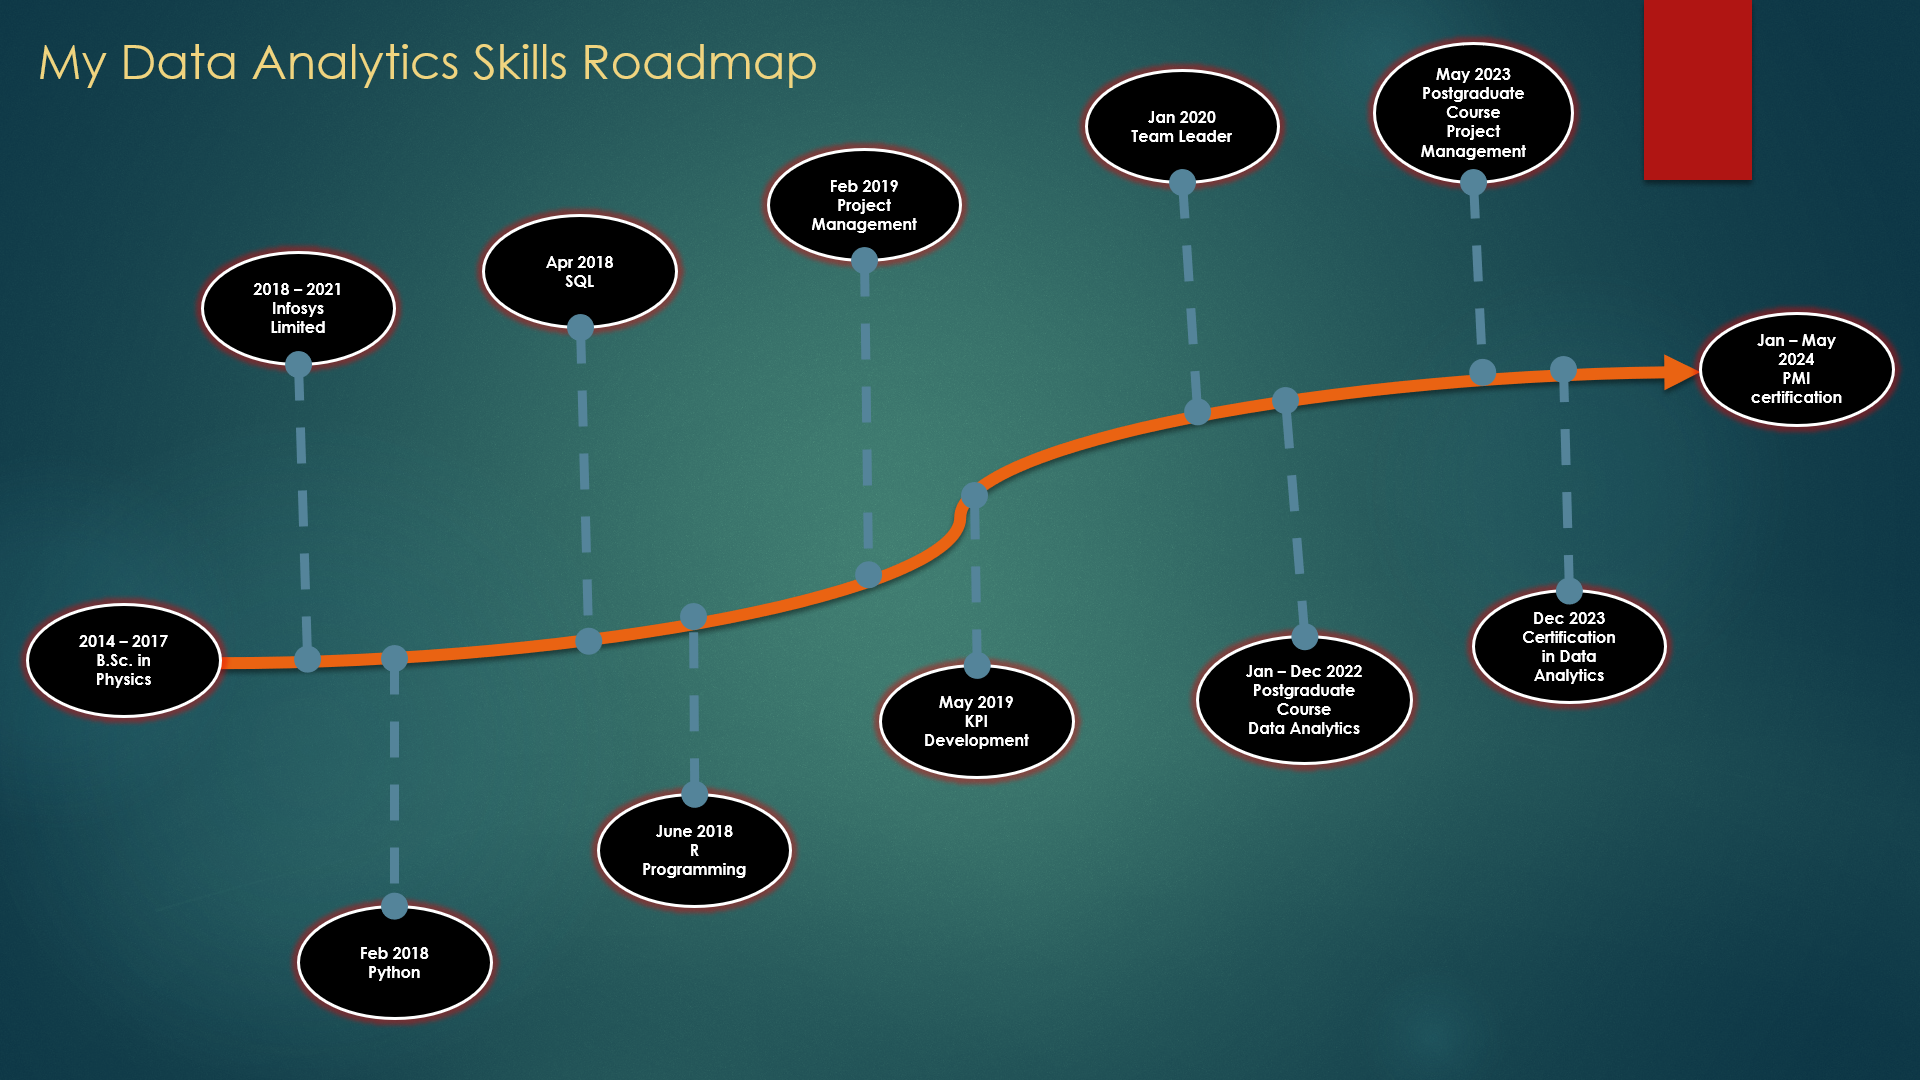 My Data Analytics Skills Roadmap
2014 – 2017
B.Sc. in
Physics
2018 – 2021
Infosys
Limited
Feb 2018
Python
Apr 2018
SQL
June 2018
R
Programming
Feb 2019
Project
Management
May 2019
KPI
Development
Jan 2020
Team Leader
Jan – Dec 2022
Postgraduate
Course
Data Analytics
May 2023
Postgraduate
Course
Project
Management
Dec 2023
Certification
in Data
Analytics
Jan – May
2024
PMI
certification